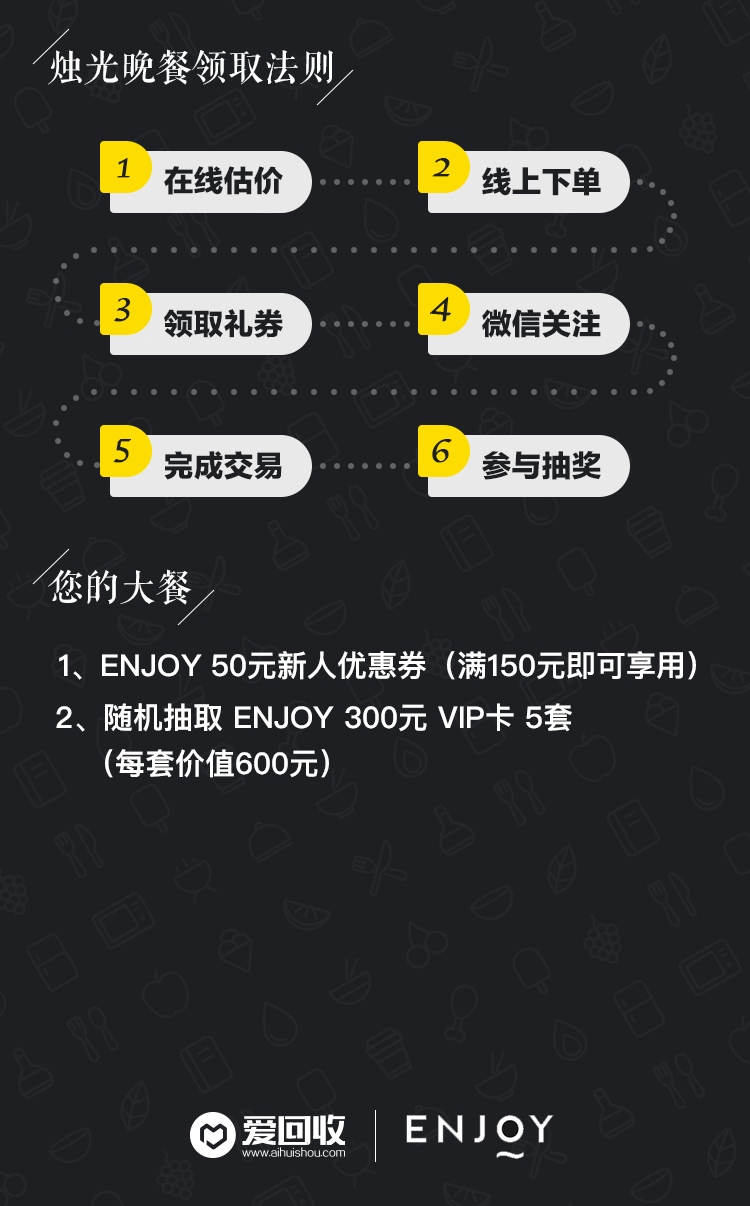 烛光晚餐领取法则
1 在线估价
2 线上下单
3 领取礼券
4 微信关注
5 完成交易
6 参与抽奖
您的大餐
1、ENJOY 50元新人优惠券（满150元即可享用）
2、随机抽取 ENJOY 300元 VIP卡 5套
（每套价值600元）
爱回收
www.aihuishou.com
ENJOY